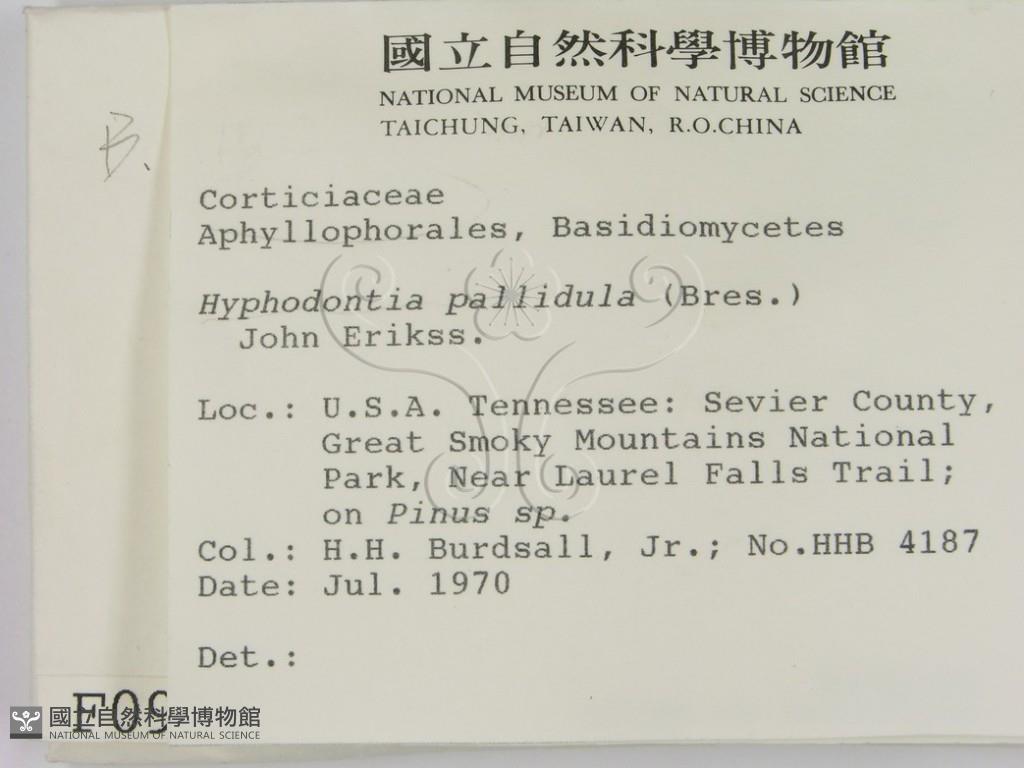 國立自然科學博物館
NATIONAL MUSEUM OF NATURAL SCIENCE
TAICHUNG, TAIWAN, R.O.CHINA
B.
Corticiaceae
Aphyllophorales, Basidiomycetes
Hyphodontia pallidula (Bres.)
John Erikss.
Loc.: U.S.A. Tennessee: Sevier County,
Great Smoky Mountains National
Park, Near Laurel Falls Trail;
on Pinus sp.
Col.: H.H. Burdsall, Jr.; No.HHB 4187
Date: Jul. 1970
Det.:
F09
國立自然科學博物館
NATIONAL MUSEUM OF NATURAL SCIENCE